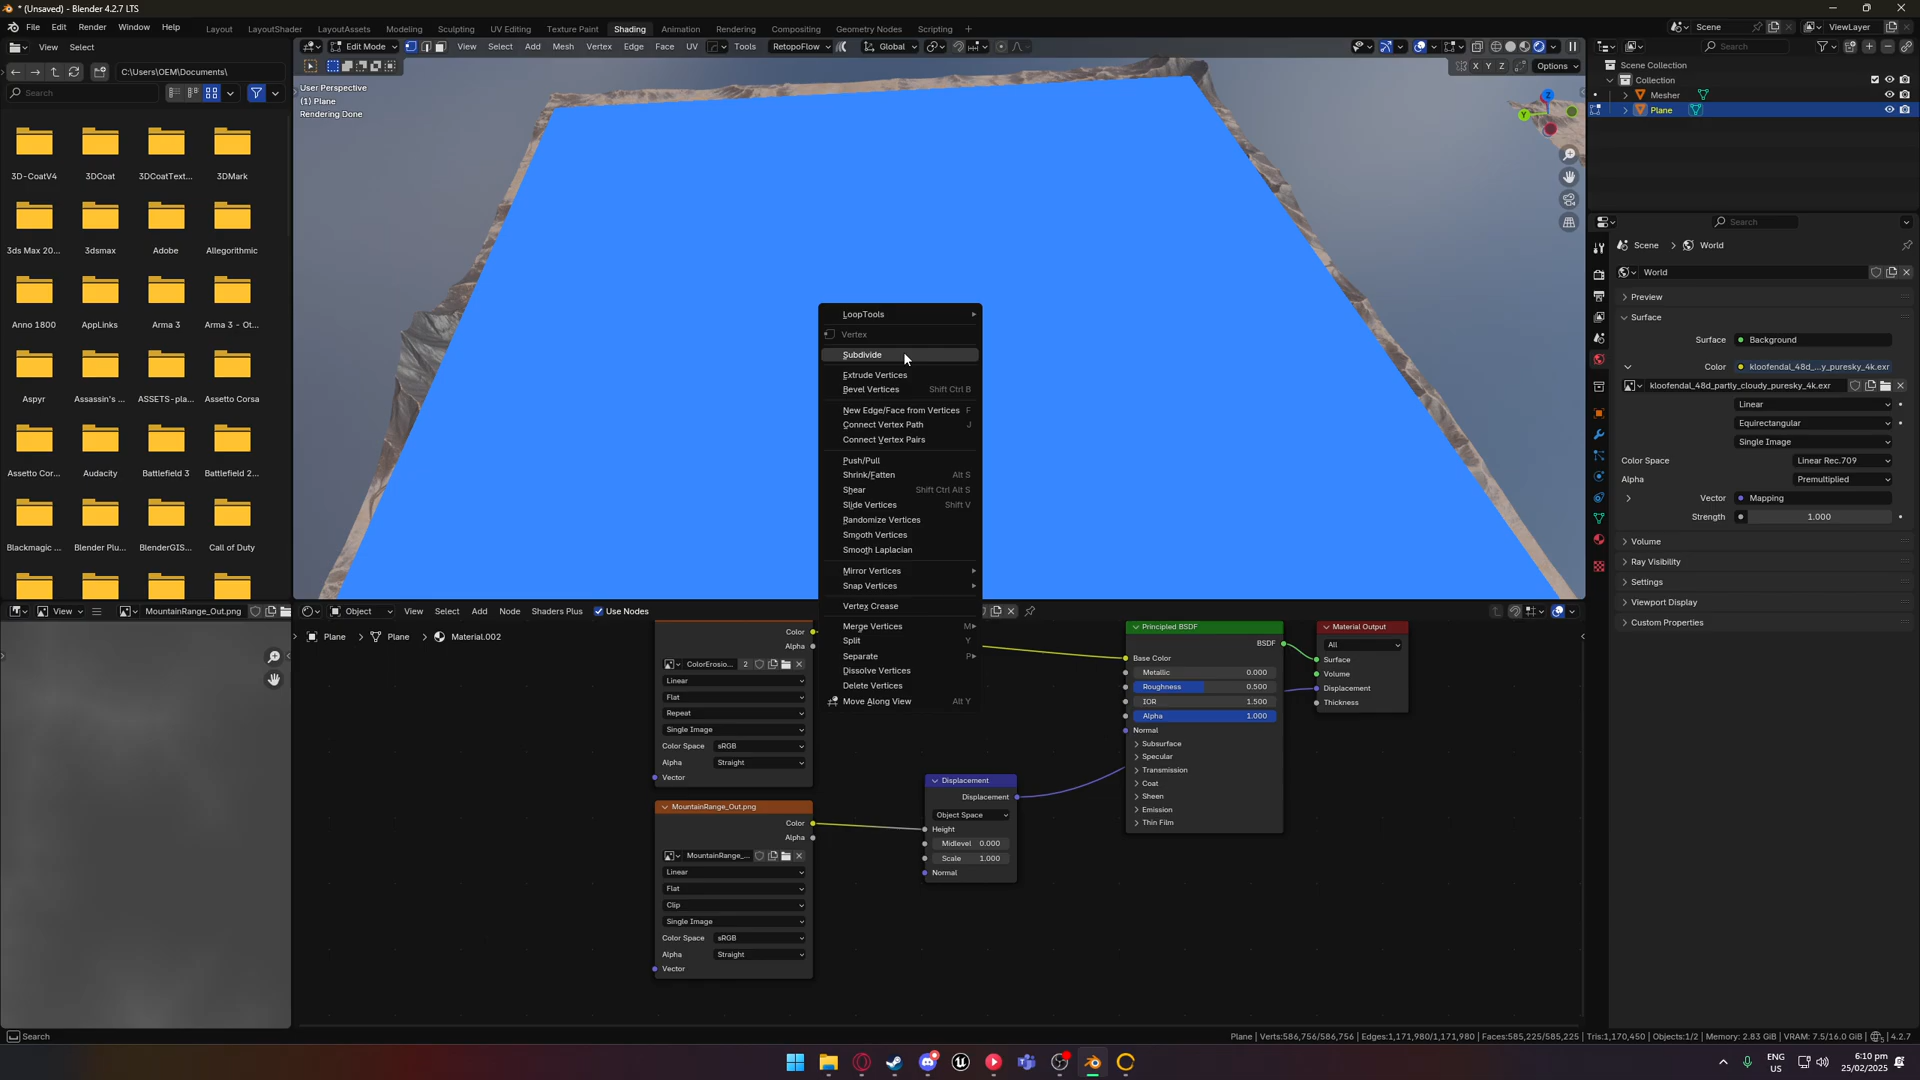 * (Unsaved) - Blender 4.2.7 LTS
File Edit Render Window Help
Layout LayoutShader LayoutAssets Modeling Sculpting UV Editing Texture Paint Shading Animation Rendering Compositing Geometry Nodes Scripting +
Scene
ViewLayer
View Select
C:\Users\OEM\Documents\
Search
3D-CoatV4 3DCoat 3DCoatText... 3DMark
3ds Max 20... 3dsmax Adobe Allegorithmic
Anno 1800 AppLinks Arma 3 Arma 3 - Ot...
Aspyr Assassin's ... ASSETS-pla... Assetto Corsa
Assetto Cor... Audacity Battlefield 3 Battlefield 2...
Blackmagic ... Blender Plu... BlenderGIS... Call of Duty
Edit Mode
View Select Add Mesh Vertex Edge Face UV Tools RetopoFlow
Global
X Y Z Options
User Perspective
(1) Plane
Rendering Done
Z
Y
LoopTools
Vertex
Subdivide
Extrude Vertices
Bevel Vertices Shift Ctrl B
New Edge/Face from Vertices F
Connect Vertex Path J
Connect Vertex Pairs
Push/Pull
Shrink/Fatten Alt S
Shear Shift Ctrl Alt S
Slide Vertices Shift V
Randomize Vertices
Smooth Vertices
Smooth Laplacian
Mirror Vertices
Snap Vertices
Vertex Crease
Merge Vertices M
Split Y
Separate P
Dissolve Vertices
Delete Vertices
Move Along View Alt Y
Search
Scene Collection
Collection
Mesher
Plane
Search
Scene > World
World
Preview
Surface
Surface Background
Color kloofendal_48d_...y_puresky_4k.exr
kloofendal_48d_partly_cloudy_puresky_4k.exr
Linear
Equirectangular
Single Image
Color Space Linear Rec.709
Alpha Premultiplied
Vector Mapping
Strength 1.000
Volume
Ray Visibility
Settings
Viewport Display
Custom Properties
View MountainRange_Out.png
Object View Select Add Node Shaders Plus Use Nodes
Plane > Plane > Material.002
Color
Alpha
ColorErosio... 2
Linear
Flat
Repeat
Single Image
Color Space sRGB
Alpha Straight
Vector
MountainRange_Out.png
Color
Alpha
MountainRange_...
Linear
Flat
Clip
Single Image
Color Space sRGB
Alpha Straight
Vector
Displacement
Displacement
Object Space
Height
Midlevel 0.000
Scale 1.000
Normal
Principled BSDF
BSDF
Base Color
Metallic 0.000
Roughness 0.500
IOR 1.500
Alpha 1.000
Normal
Subsurface
Specular
Transmission
Coat
Sheen
Emission
Thin Film
Material Output
All
Surface
Volume
Displacement
Thickness
Search
Plane | Verts:586,756/586,756 | Edges:1,171,980/1,171,980 | Faces:585,225/585,225 | Tris:1,170,450 | Objects:1/2 | Memory: 2.83 GiB | VRAM: 7.5/16.0 GiB 4.2.7
ENG
US
6:10 pm
25/02/2025